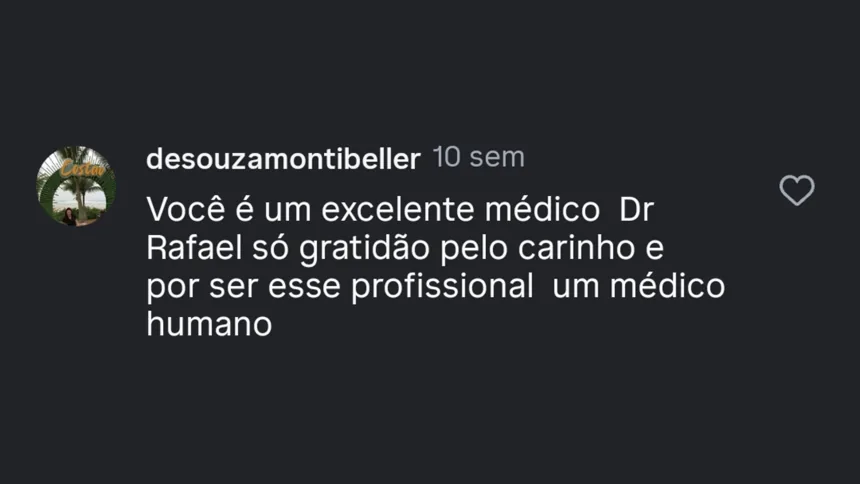 Costao
desouzamontibeller 10 sem
Você é um excelente médico Dr
Rafael só gratidão pelo carinho e
por ser esse profissional um médico
humano